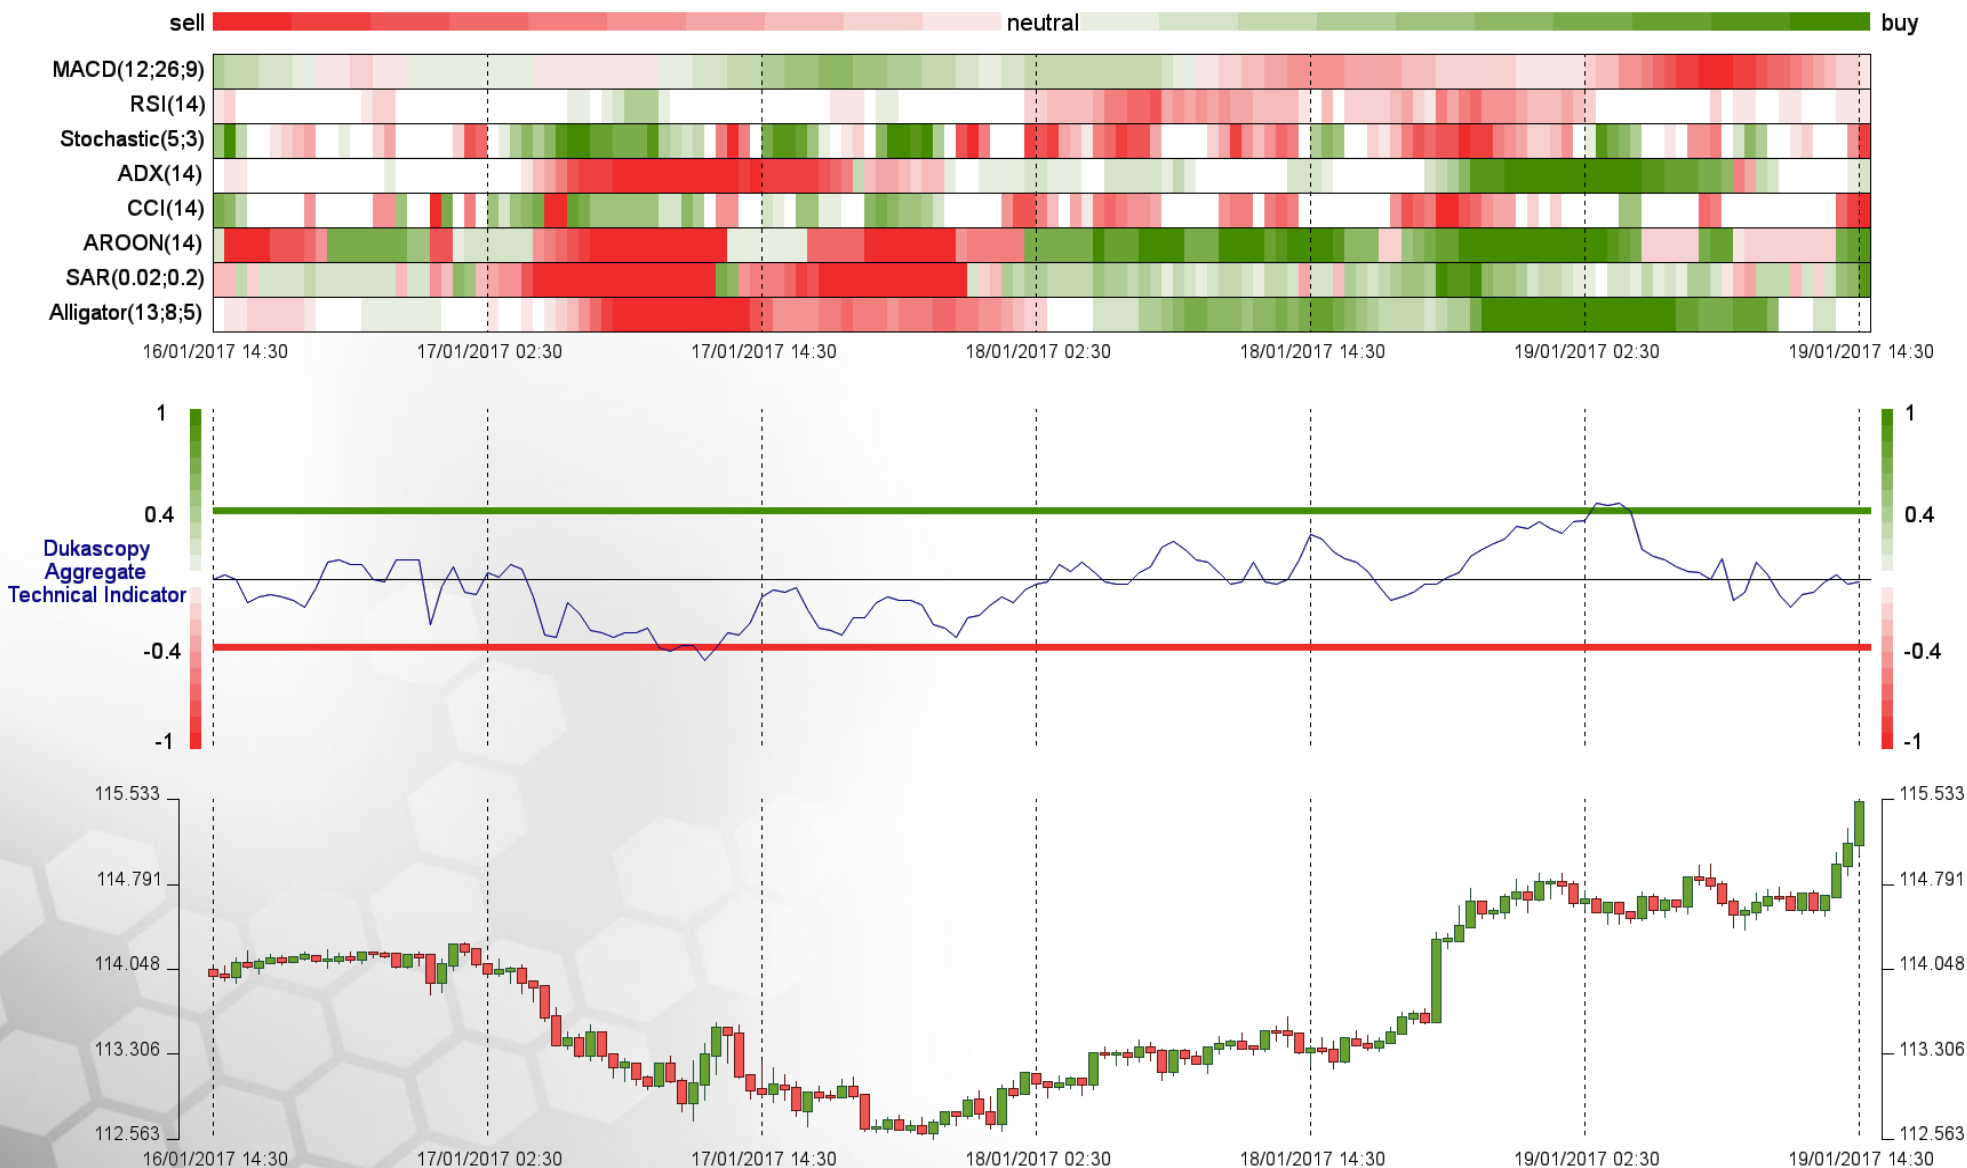 sell neutral buy
MACD(12;26;9)
RSI(14)
Stochastic(5;3)
ADX(14)
CCI(14)
AROON(14)
SAR(0.02;0.2)
Alligator(13;8;5)
16/01/2017 14:30 17/01/2017 02:30 17/01/2017 14:30 18/01/2017 02:30 18/01/2017 14:30 19/01/2017 02:30 19/01/2017 14:30
1 1
0.4 0.4
Dukascopy
Aggregate
Technical Indicator
-0.4 -0.4
-1 -1
115.533 115.533
114.791 114.791
114.048 114.048
113.306 113.306
112.563 112.563
16/01/2017 14:30 17/01/2017 02:30 17/01/2017 14:30 18/01/2017 02:30 18/01/2017 14:30 19/01/2017 02:30 19/01/2017 14:30